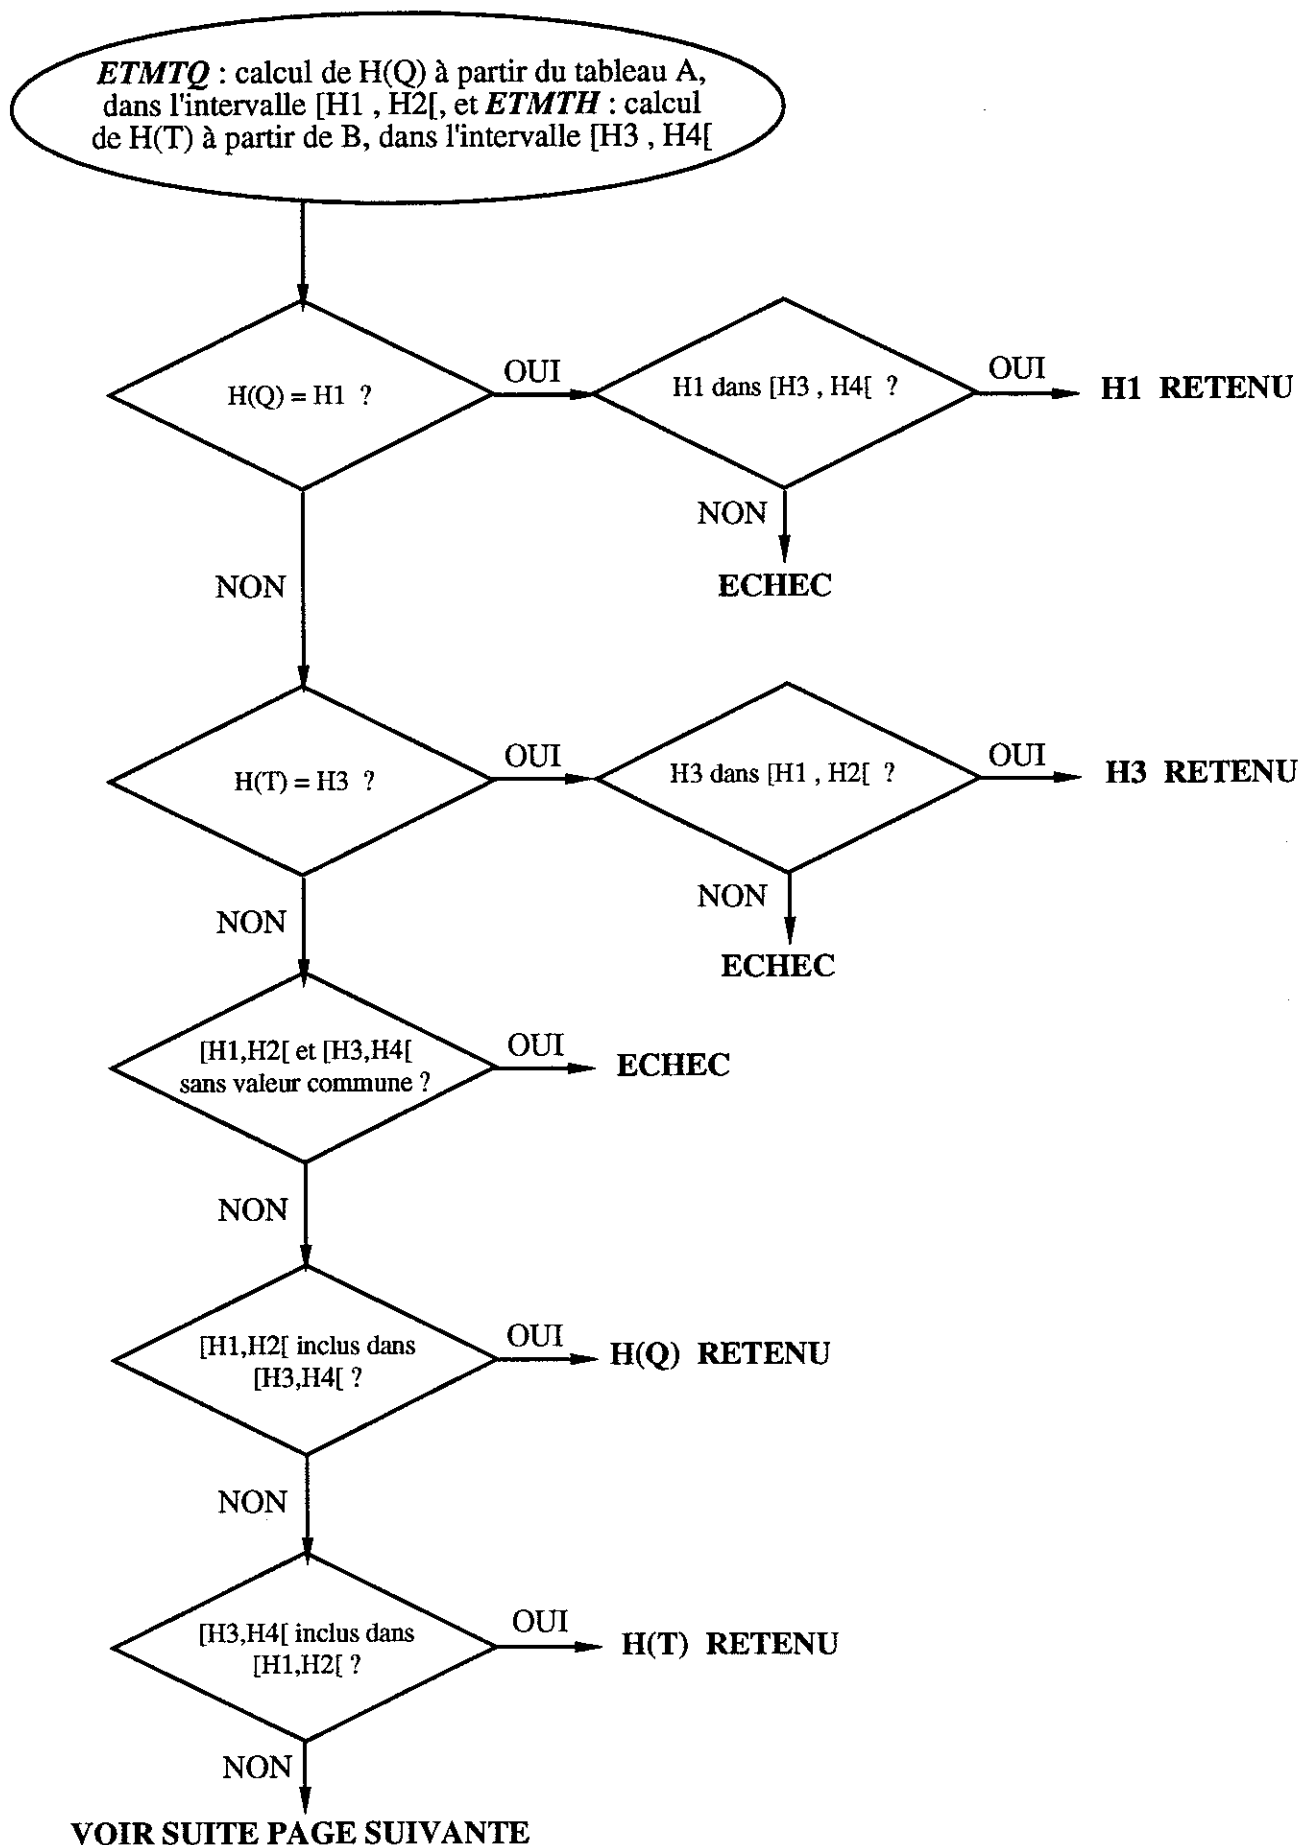 ETMTQ : calcul de H(Q) à partir du tableau A,
dans l'intervalle [H1 , H2[, et ETMTH : calcul
de H(T) à partir de B, dans l'intervalle [H3 , H4[
H(Q) = H1 ?
OUI
H1 dans [H3 , H4[ ?
OUI
H1 RETENU
NON
ECHEC
NON
H(T) = H3 ?
OUI
H3 dans [H1 , H2[ ?
OUI
H3 RETENU
NON
ECHEC
NON
[H1,H2[ et [H3,H4[
sans valeur commune ?
OUI
ECHEC
NON
[H1,H2[ inclus dans
[H3,H4[ ?
OUI
H(Q) RETENU
NON
[H3,H4[ inclus dans
[H1,H2[ ?
OUI
H(T) RETENU
NON
VOIR SUITE PAGE SUIVANTE